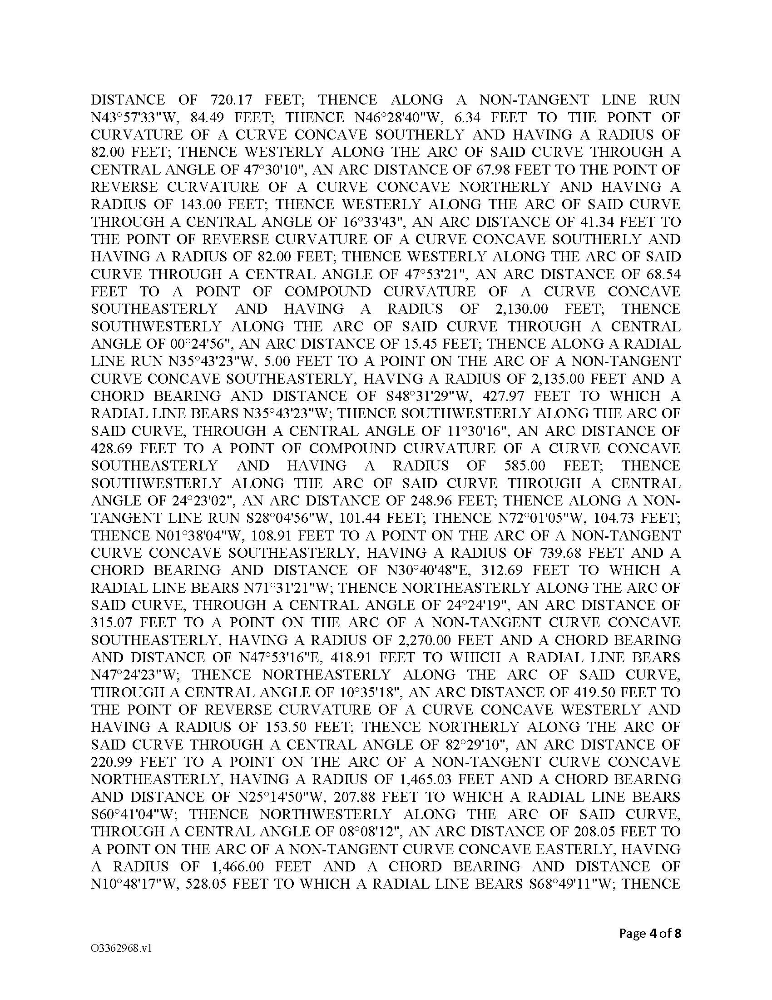 DISTANCE OF 720.17 FEET; THENCE ALONG A NON-TANGENT LINE RUN
N43°57'33"W, 84.49 FEET; THENCE N46°28'40"W, 6.34 FEET TO THE POINT OF
CURVATURE OF A CURVE CONCAVE SOUTHERLY AND HAVING A RADIUS OF
82.00 FEET; THENCE WESTERLY ALONG THE ARC OF SAID CURVE THROUGH A
CENTRAL ANGLE OF 47°30'10", AN ARC DISTANCE OF 67.98 FEET TO THE POINT OF
REVERSE CURVATURE OF A CURVE CONCAVE NORTHERLY AND HAVING A
RADIUS OF 143.00 FEET; THENCE WESTERLY ALONG THE ARC OF SAID CURVE
THROUGH A CENTRAL ANGLE OF 16°33'43", AN ARC DISTANCE OF 41.34 FEET TO
THE POINT OF REVERSE CURVATURE OF A CURVE CONCAVE SOUTHERLY AND
HAVING A RADIUS OF 82.00 FEET; THENCE WESTERLY ALONG THE ARC OF SAID
CURVE THROUGH A CENTRAL ANGLE OF 47°53'21", AN ARC DISTANCE OF 68.54
FEET TO A POINT OF COMPOUND CURVATURE OF A CURVE CONCAVE
SOUTHEASTERLY AND HAVING A RADIUS OF 2,130.00 FEET; THENCE
SOUTHWESTERLY ALONG THE ARC OF SAID CURVE THROUGH A CENTRAL
ANGLE OF 00°24'56", AN ARC DISTANCE OF 15.45 FEET; THENCE ALONG A RADIAL
LINE RUN N35°43'23"W, 5.00 FEET TO A POINT ON THE ARC OF A NON-TANGENT
CURVE CONCAVE SOUTHEASTERLY, HAVING A RADIUS OF 2,135.00 FEET AND A
CHORD BEARING AND DISTANCE OF S48°31'29"W, 427.97 FEET TO WHICH A
RADIAL LINE BEARS N35°43'23"W; THENCE SOUTHWESTERLY ALONG THE ARC OF
SAID CURVE, THROUGH A CENTRAL ANGLE OF 11°30'16", AN ARC DISTANCE OF
428.69 FEET TO A POINT OF COMPOUND CURVATURE OF A CURVE CONCAVE
SOUTHEASTERLY AND HAVING A RADIUS OF 585.00 FEET; THENCE
SOUTHWESTERLY ALONG THE ARC OF SAID CURVE THROUGH A CENTRAL
ANGLE OF 24°23'02", AN ARC DISTANCE OF 248.96 FEET; THENCE ALONG A NON-
TANGENT LINE RUN S28°04'56"W, 101.44 FEET; THENCE N72°01'05"W, 104.73 FEET;
THENCE N01°38'04"W, 108.91 FEET TO A POINT ON THE ARC OF A NON-TANGENT
CURVE CONCAVE SOUTHEASTERLY, HAVING A RADIUS OF 739.68 FEET AND A
CHORD BEARING AND DISTANCE OF N30°40'48"E, 312.69 FEET TO WHICH A
RADIAL LINE BEARS N71°31'21"W; THENCE NORTHEASTERLY ALONG THE ARC OF
SAID CURVE, THROUGH A CENTRAL ANGLE OF 24°24'19", AN ARC DISTANCE OF
315.07 FEET TO A POINT ON THE ARC OF A NON-TANGENT CURVE CONCAVE
SOUTHEASTERLY, HAVING A RADIUS OF 2,270.00 FEET AND A CHORD BEARING
AND DISTANCE OF N47°53'16"E, 418.91 FEET TO WHICH A RADIAL LINE BEARS
N47°24'23"W; THENCE NORTHEASTERLY ALONG THE ARC OF SAID CURVE,
THROUGH A CENTRAL ANGLE OF 10°35'18", AN ARC DISTANCE OF 419.50 FEET TO
THE POINT OF REVERSE CURVATURE OF A CURVE CONCAVE WESTERLY AND
HAVING A RADIUS OF 153.50 FEET; THENCE NORTHERLY ALONG THE ARC OF
SAID CURVE THROUGH A CENTRAL ANGLE OF 82°29'10", AN ARC DISTANCE OF
220.99 FEET TO A POINT ON THE ARC OF A NON-TANGENT CURVE CONCAVE
NORTHEASTERLY, HAVING A RADIUS OF 1,465.03 FEET AND A CHORD BEARING
AND DISTANCE OF N25°14'50"W, 207.88 FEET TO WHICH A RADIAL LINE BEARS
S60°41'04"W; THENCE NORTHWESTERLY ALONG THE ARC OF SAID CURVE,
THROUGH A CENTRAL ANGLE OF 08°08'12", AN ARC DISTANCE OF 208.05 FEET TO
A POINT ON THE ARC OF A NON-TANGENT CURVE CONCAVE EASTERLY, HAVING
A RADIUS OF 1,466.00 FEET AND A CHORD BEARING AND DISTANCE OF
N10°48'17"W, 528.05 FEET TO WHICH A RADIAL LINE BEARS S68°49'11"W; THENCE
Page 4 of 8
O3362968.v1